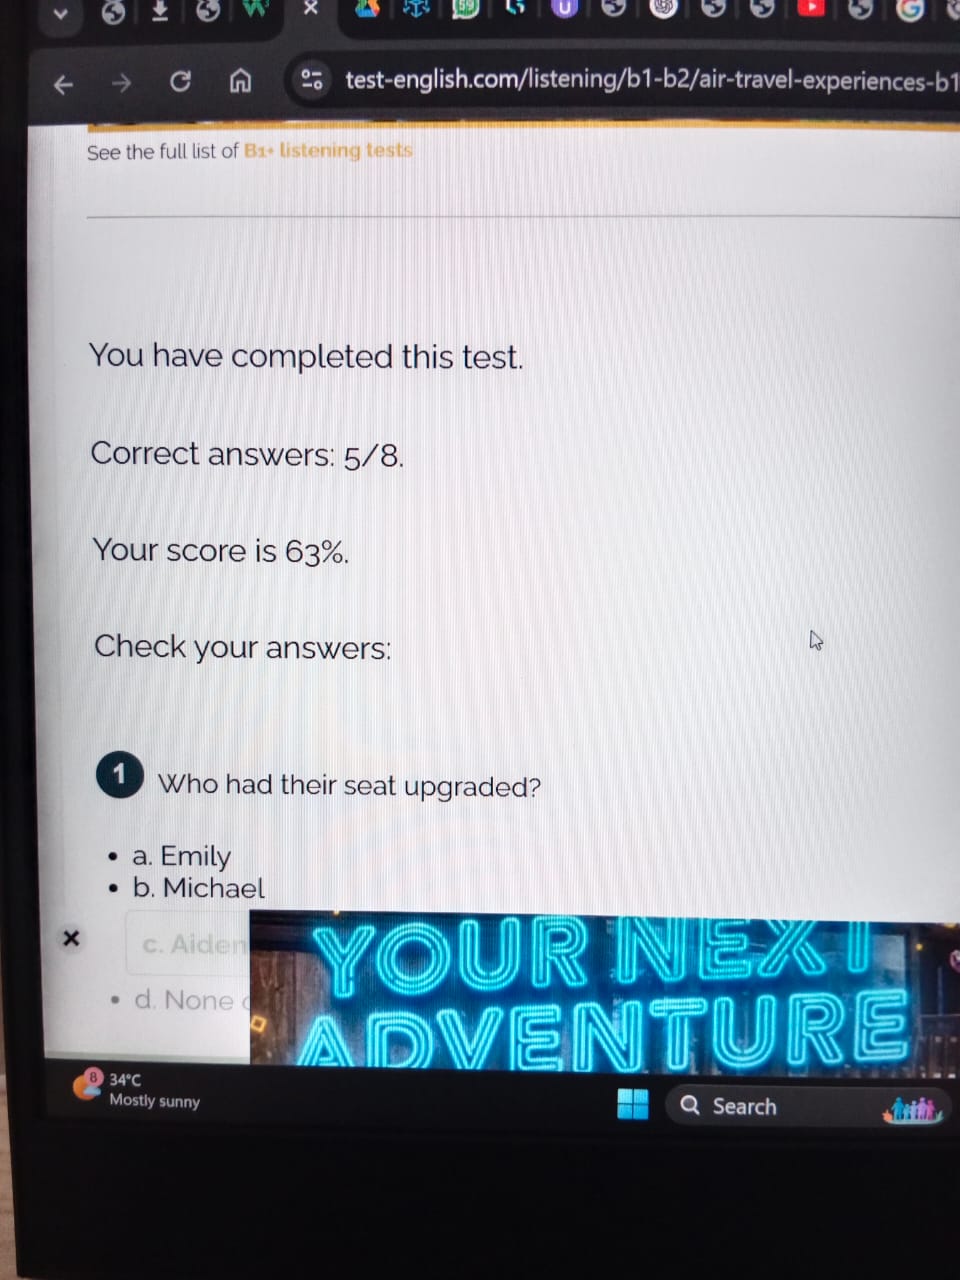 test-english.com/listening/b1-b2/air-travel-experiences-b1
See the full list of B1+ listening tests
You have completed this test.
Correct answers: 5/8.
Your score is 63%.
Check your answers:
1 Who had their seat upgraded?
• a. Emily
• b. Michael
c. Aiden
• d. None
YOUR NEXT
ADVENTURE
8 34°C
Mostly sunny
Search